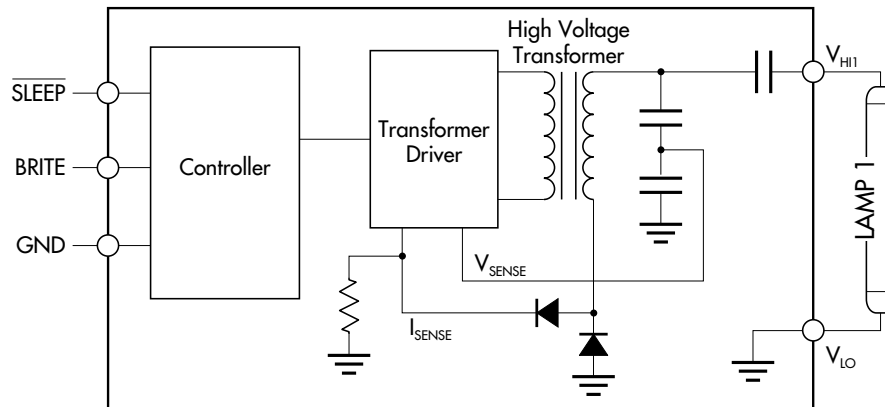 High Voltage
Transformer
V_HI1
SLEEP
BRITE
GND
Controller
Transformer
Driver
LAMP 1
V_SENSE
I_SENSE
V_LO